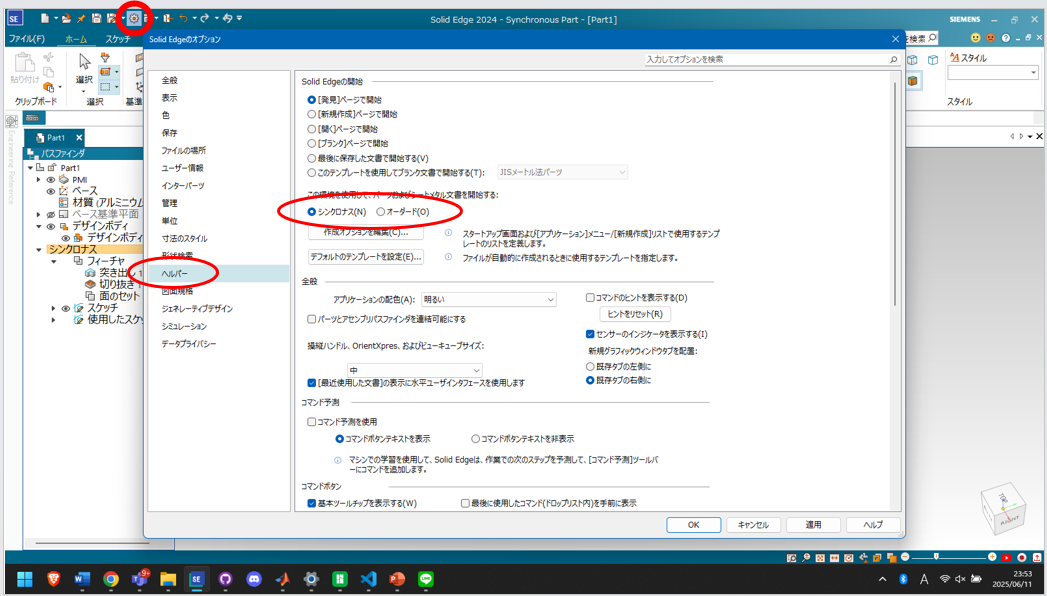 SE
Solid Edge 2024 - Synchronous Part - [Part1]
SIEMENS
ファイル(F)
ホーム
スケッチ
Solid Edgeのオプション
を検索
貼り付け
クリップボード
選択
選択
基準
スタイル
スタイル
Part1
パスファインダ
Engineering Reference
Part1
PMI
ベース
材質 (アルミニウム
ベース基準平面
デザインボディ
デザインボディ
シンクロナス
フィーチャ
突き出し 1
切り抜き 1
面のセット
スケッチ
使用したスケ
入力してオプションを検索
全般
表示
色
保存
ファイルの場所
ユーザー情報
インターパーツ
管理
単位
寸法のスタイル
形状検索
ヘルパー
図面規格
ジェネレーティブデザイン
シミュレーション
データプライバシー
Solid Edgeの開始
[発見]ページで開始
[新規作成]ページで開始
[開く]ページで開始
[ブランク]ページで開始
最後に保存した文書で開始する(V)
このテンプレートを使用してブランク文書で開始する(T):
JISメートル法パーツ
この環境を使用して、パーツおよびシートメタル文書を開始する:
シンクロナス(N)
オーダード(O)
作成オプションを編集(C)...
スタートアップ画面および[アプリケーション]メニュー/[新規作成]リストで使用するテンプ
レートのリストを定義します。
デフォルトのテンプレートを設定(E)...
ファイルが自動的に作成されるときに使用するテンプレートを指定します。
全般
アプリケーションの配色(A):
明るい
コマンドのヒントを表示する(D)
ヒントをリセット(R)
パーツとアセンブリパスファインダを連結可能にする
センサーのインジケータを表示する(I)
操縦ハンドル、OrientXpres、およびビューキューブサイズ:
新規グラフィックウィンドウタブを配置:
中
既存タブの左側に
既存タブの右側に
[最近使用した文書]の表示に水平ユーザインタフェースを使用します
コマンド予測
コマンド予測を使用
コマンドボタンテキストを表示
コマンドボタンテキストを非表示
マシンでの学習を使用して、Solid Edgeは、作業での次のステップを予測して、[コマンド予測]ツールバ
ーにコマンドを追加します。
コマンドボタン
基本ツールチップを表示する(W)
最後に使用したコマンド(ドロップリスト内)を手前に表示
OK
キャンセル
適用
ヘルプ
TOP
RIGHT
9+
SE
A
23:53
2025/06/11